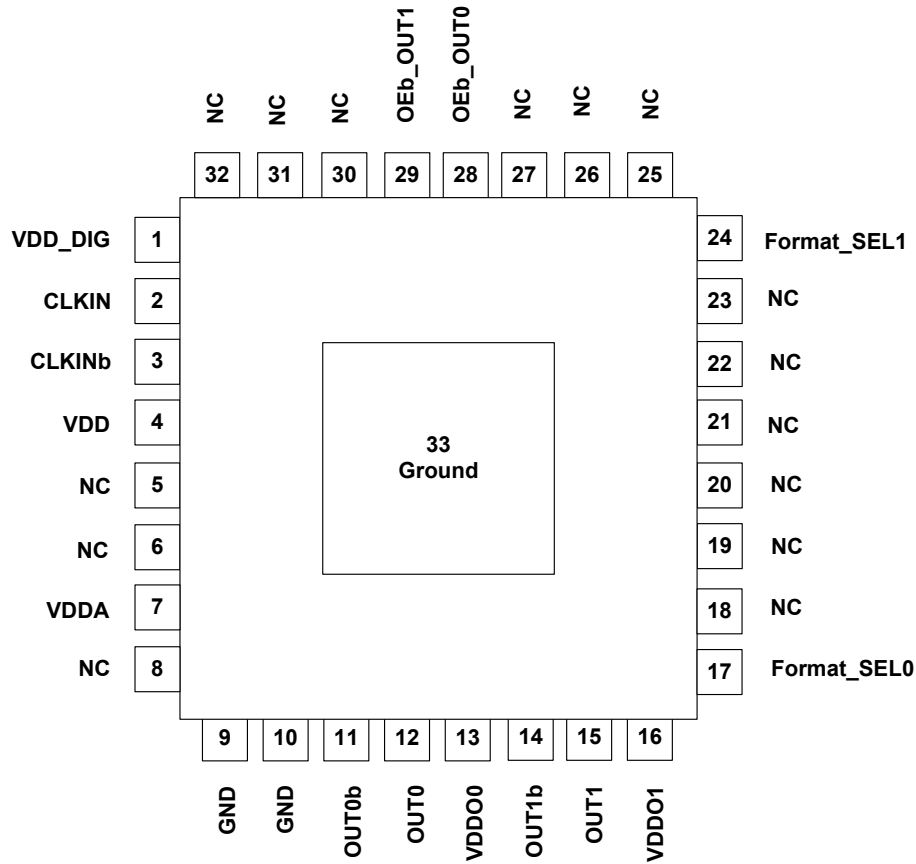 NC
NC
NC
OEb_OUT1
OEb_OUT0
NC
NC
NC
32
31
30
29
28
27
26
25
VDD_DIG
1
CLKIN
2
CLKINb
3
VDD
4
NC
5
NC
6
VDDA
7
NC
8
33
Ground
24
Format_SEL1
23
NC
22
NC
21
NC
20
NC
19
NC
18
NC
17
Format_SEL0
9
10
11
12
13
14
15
16
GND
GND
OUT0b
OUT0
VDDO0
OUT1b
OUT1
VDDO1